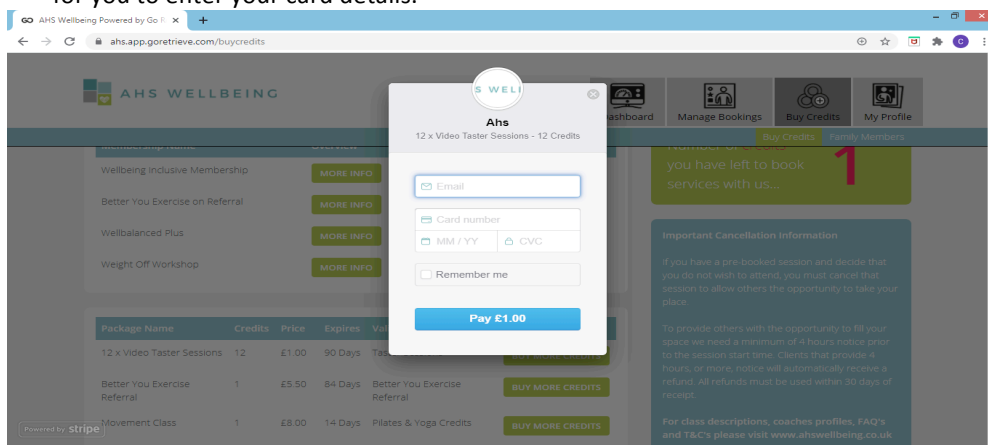 for you to enter your card details.
GO AHS Wellbeing Powered by Go R
ahs.app.goretrieve.com/buycredits
C
AHS WELLBEING
S WELL
Dashboard
Manage Bookings
Buy Credits
My Profile
Buy Credits
Family Members
Ahs
12 x Video Taster Sessions - 12 Credits
Email
Card number
MM / YY
CVC
Remember me
Pay £1.00
Membership Name
Overview
Wellbeing Inclusive Membership
MORE INFO
Better You Exercise on Referral
MORE INFO
Wellbalanced Plus
MORE INFO
Weight Off Workshop
MORE INFO
Number of credits
you have left to book
services with us...
1
Important Cancellation Information
If you have a pre-booked session and decide that
you do not wish to attend, you must cancel that
session to allow others the opportunity to take your
place.
To provide others with the opportunity to fill your
space we need a minimum of 4 hours notice prior
to the session start time. Clients that provide 4
hours, or more, notice will automatically receive a
refund. All refunds must be used within 30 days of
receipt.
For class descriptions, coaches profiles, FAQ's
and T&C's please visit www.ahswellbeing.co.uk
Package Name Credits Price Expires
12 x Video Taster Sessions 12 £1.00 90 Days
BUY MORE CREDITS
Better You Exercise
Referral 1 £5.50 84 Days Better You Exercise
Referral
BUY MORE CREDITS
Movement Class 1 £8.00 14 Days Pilates & Yoga Credits
BUY MORE CREDITS
Powered by stripe